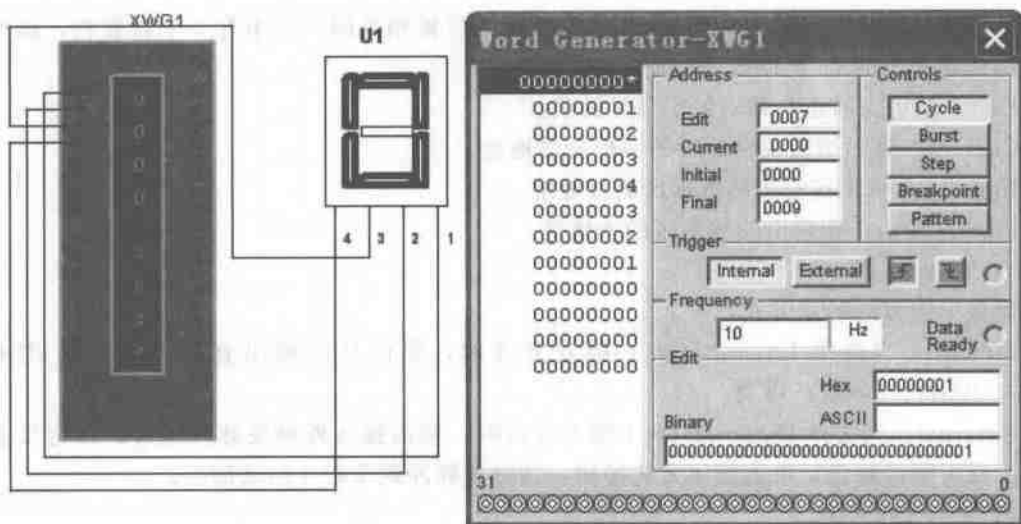 XWG1
U1
4 3 2 1
Word Generator-XWG1
00000000*
00000001
00000002
00000003
00000004
00000003
00000002
00000001
00000000
00000000
00000000
00000000
Address
Edit 0007
Current 0000
Initial 0000
Final 0009
Controls
Cycle
Burst
Step
Breakpoint
Pattern
Trigger
Internal External
Frequency
10 Hz
Data
Ready
Edit
Hex 00000001
ASCII
Binary
00000000000000000000000000000001
31 0